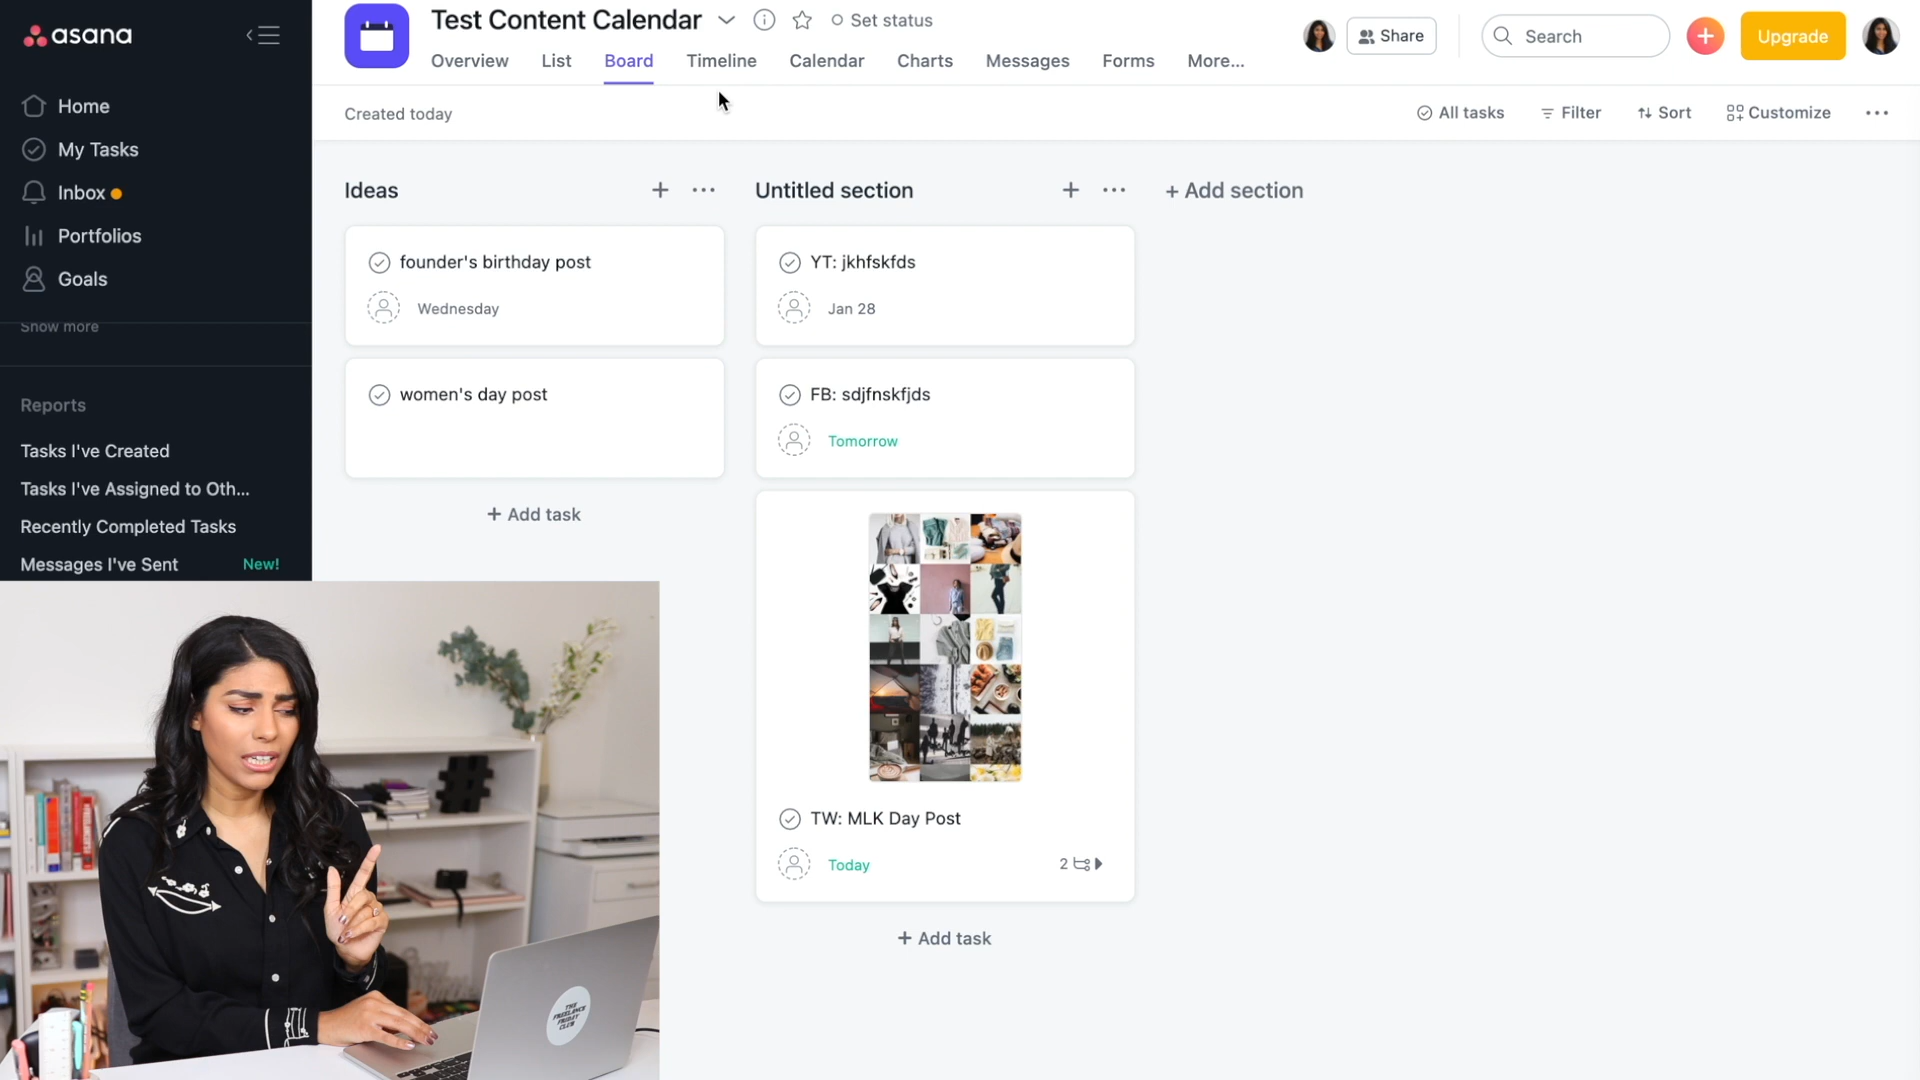 asana
Home
My Tasks
Inbox
Portfolios
Goals
Show more
Reports
Tasks I've Created
Tasks I've Assigned to Oth...
Recently Completed Tasks
Messages I've Sent New!
Test Content Calendar
Set status
Overview List Board Timeline Calendar Charts Messages Forms More...
Share
Search
Upgrade
Created today
All tasks Filter Sort Customize
Ideas
founder's birthday post
Wednesday
women's day post
+ Add task
Untitled section
YT: jkhfskfds
Jan 28
FB: sdjfnskfjds
Tomorrow
TW: MLK Day Post
Today
2
+ Add task
+ Add section
THE
FREELANCE
FRIDAY
CLUB